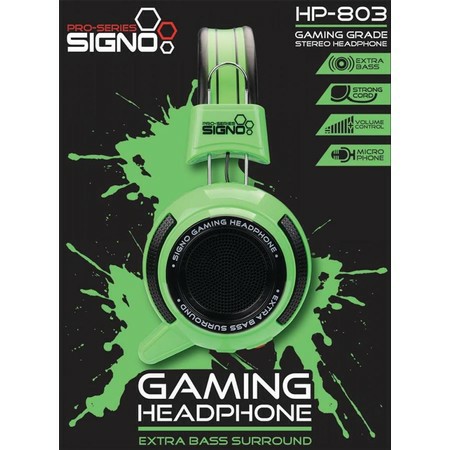 PRO-SERIES
SIGNO
HP-803
GAMING GRADE
STEREO HEADPHONE
EXTRA
BASS
STRONG
CORD
VOLUME
CONTROL
MICRO
PHONE
PRO-SERIES
SIGNO
SIGNO GAMING HEADPHONE
EXTRA BASS SURROUND
GAMING
HEADPHONE
EXTRA BASS SURROUND